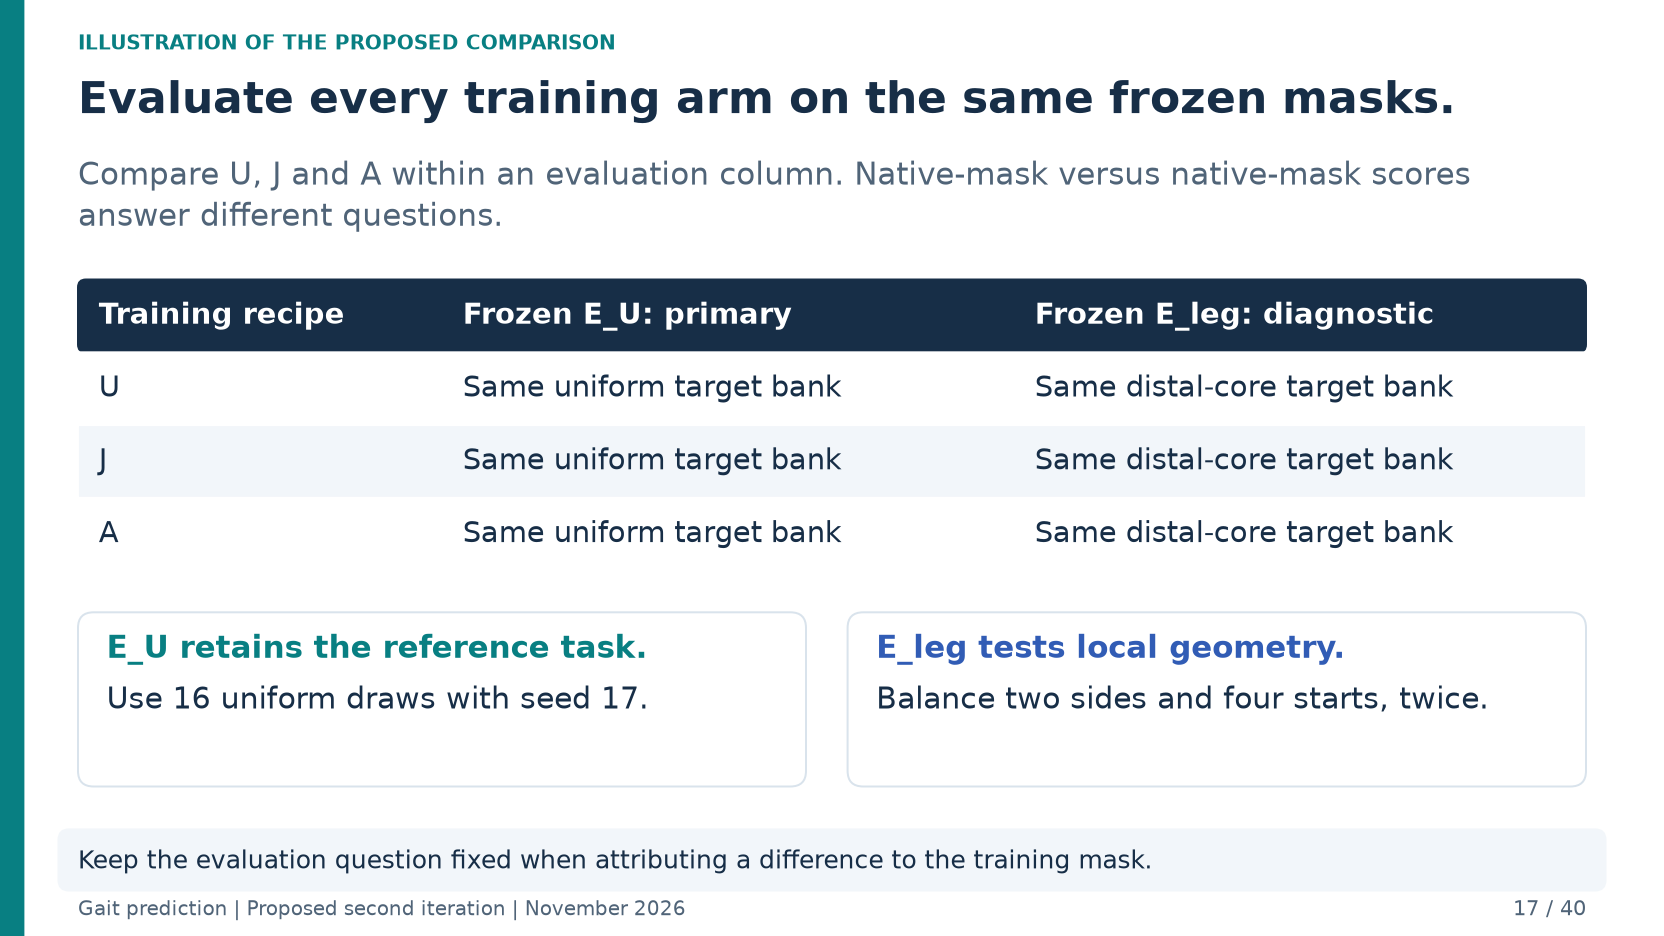 ILLUSTRATION OF THE PROPOSED COMPARISON
Evaluate every training arm on the same frozen masks.
Compare U, J and A within an evaluation column. Native-mask versus native-mask scores
answer different questions.
Training recipe Frozen E_U: primary Frozen E_leg: diagnostic
U Same uniform target bank Same distal-core target bank
J Same uniform target bank Same distal-core target bank
A Same uniform target bank Same distal-core target bank
E_U retains the reference task.
Use 16 uniform draws with seed 17.
E_leg tests local geometry.
Balance two sides and four starts, twice.
Keep the evaluation question fixed when attributing a difference to the training mask.
Gait prediction | Proposed second iteration | November 2026 17 / 40